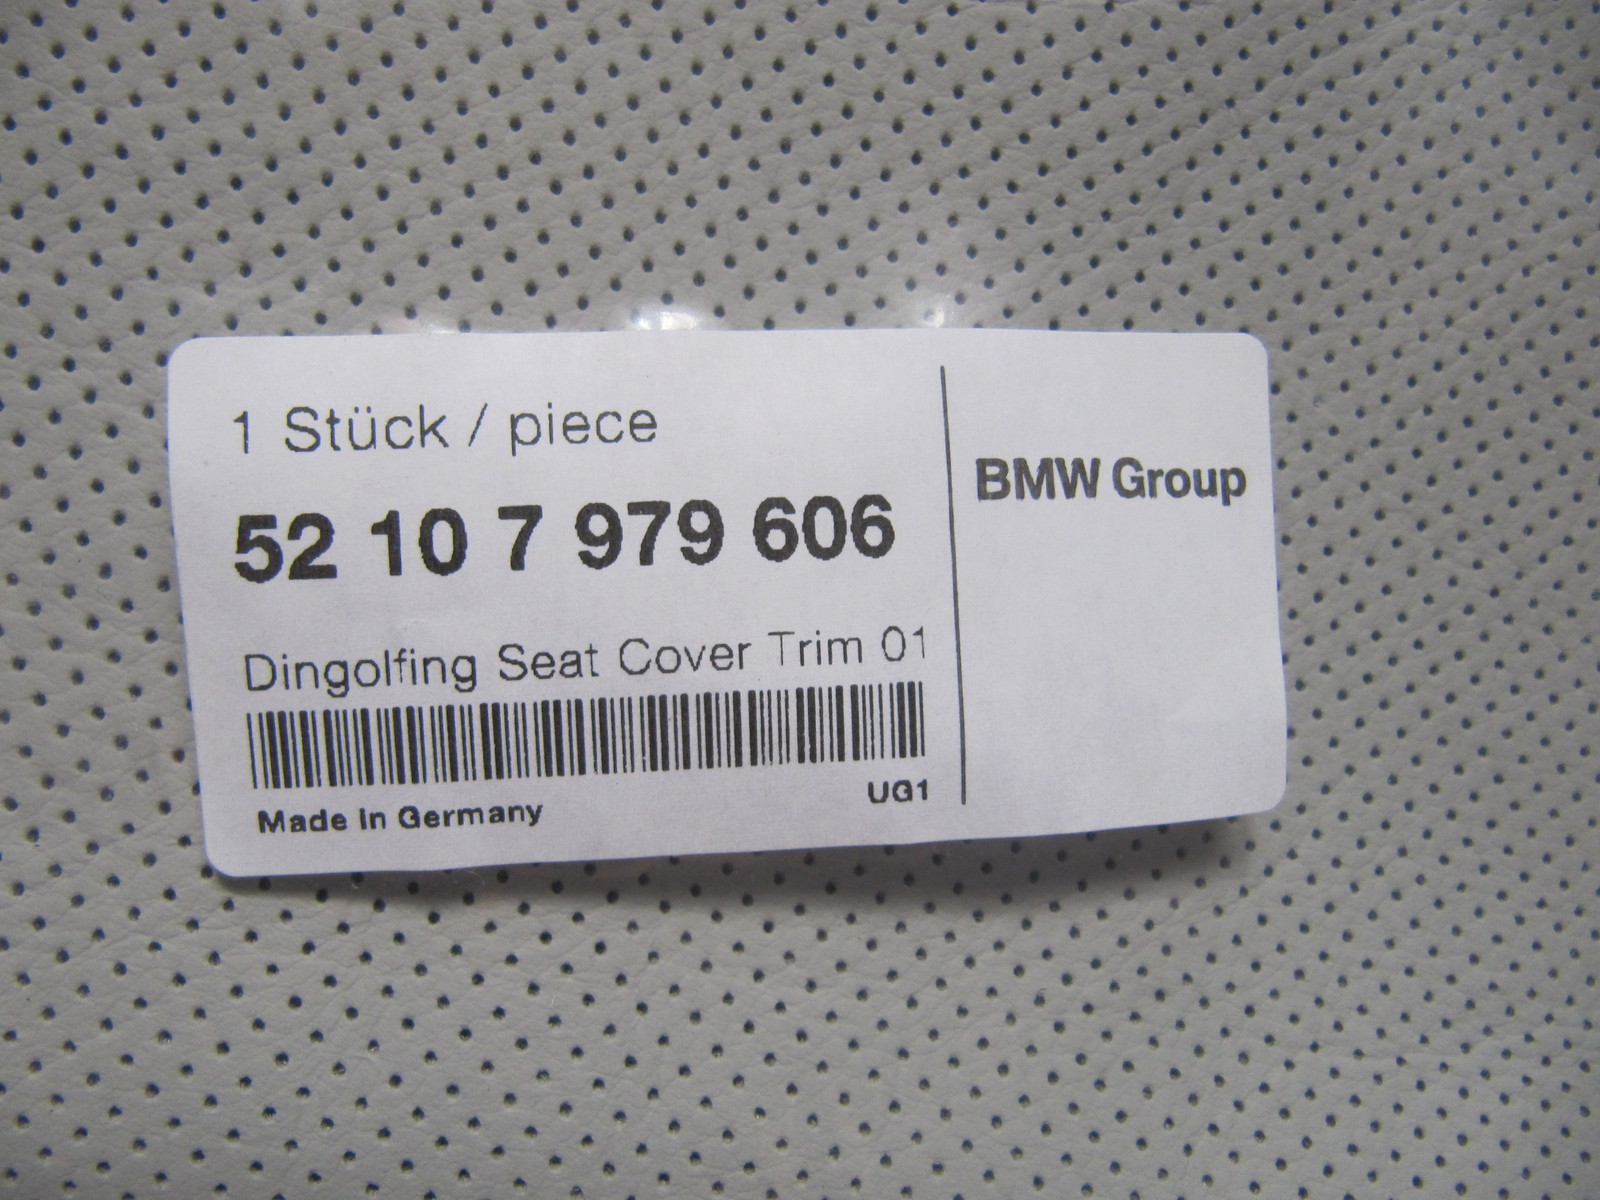 1 Stück / piece
52 10 7 979 606
Dingolfing Seat Cover Trim 01
Made in Germany
UG1
BMW Group